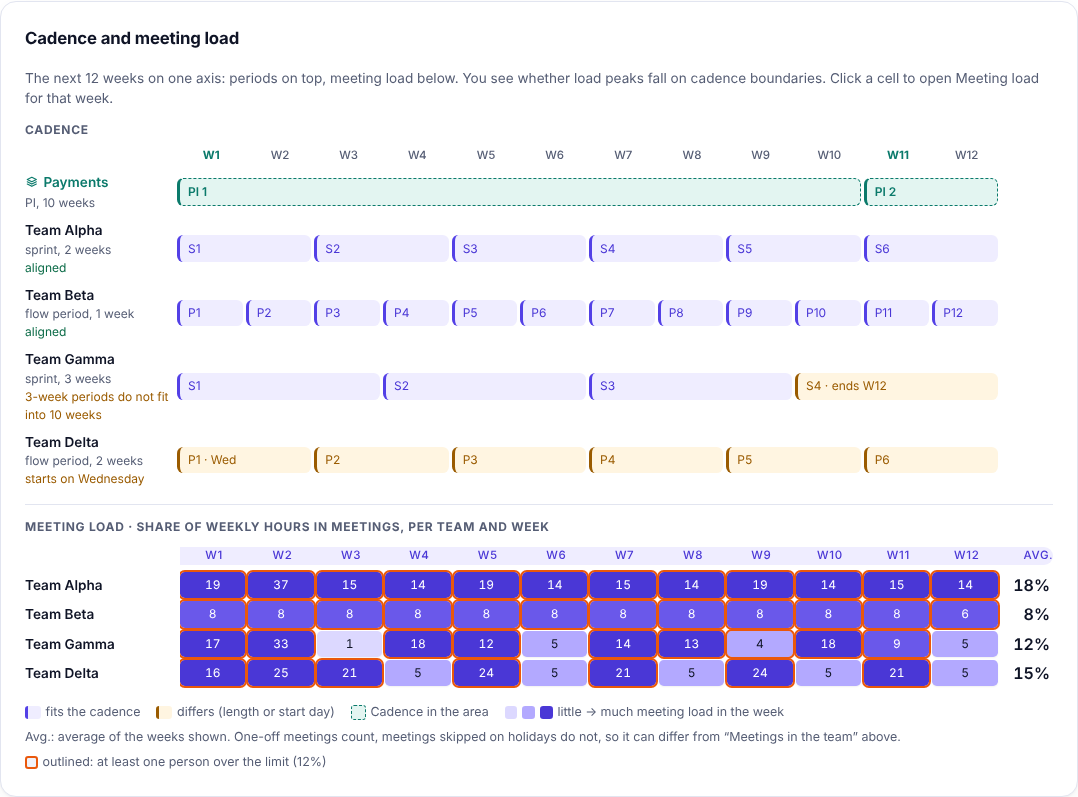 Cadence and meeting load
The next 12 weeks on one axis: periods on top, meeting load below. You see whether load peaks fall on cadence boundaries. Click a cell to open Meeting load
for that week.
CADENCE
W1 W2 W3 W4 W5 W6 W7 W8 W9 W10 W11 W12
Payments
PI, 10 weeks
PI 1 PI 2
Team Alpha
sprint, 2 weeks
aligned
S1 S2 S3 S4 S5 S6
Team Beta
flow period, 1 week
aligned
P1 P2 P3 P4 P5 P6 P7 P8 P9 P10 P11 P12
Team Gamma
sprint, 3 weeks
3-week periods do not fit
into 10 weeks
S1 S2 S3 S4 · ends W12
Team Delta
flow period, 2 weeks
starts on Wednesday
P1 · Wed P2 P3 P4 P5 P6
MEETING LOAD · SHARE OF WEEKLY HOURS IN MEETINGS, PER TEAM AND WEEK
W1 W2 W3 W4 W5 W6 W7 W8 W9 W10 W11 W12 AVG.
Team Alpha 19 37 15 14 19 14 15 14 19 14 15 14 18%
Team Beta 8 8 8 8 8 8 8 8 8 8 8 6 8%
Team Gamma 17 33 1 18 12 5 14 13 4 18 9 5 12%
Team Delta 16 25 21 5 24 5 21 5 24 5 21 5 15%
fits the cadence differs (length or start day) Cadence in the area little → much meeting load in the week
Avg.: average of the weeks shown. One-off meetings count, meetings skipped on holidays do not, so it can differ from “Meetings in the team” above.
outlined: at least one person over the limit (12%)